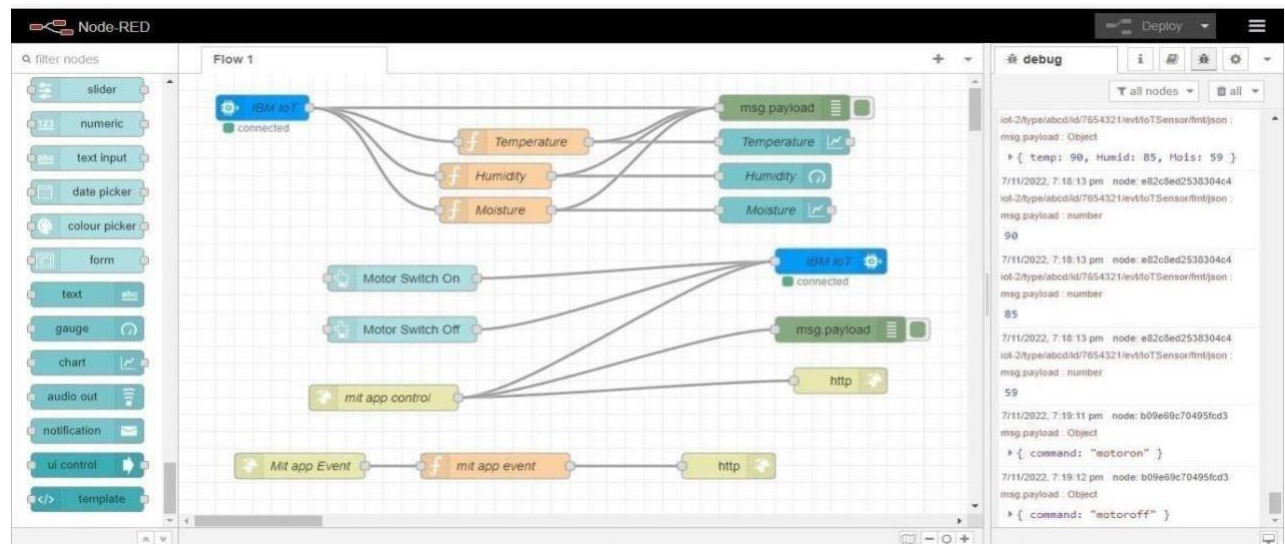 Node-RED
Deploy
filter nodes
Flow 1
debug
i
all nodes
all
slider
123 numeric
abc text input
date picker
colour picker
form
text abc
gauge
chart
audio out
notification
ui control
</> template
IBM IoT
connected
msg.payload
f Temperature
Temperature
f Humidity
Humidity
f Moisture
Moisture
Motor Switch On
IBM IoT
connected
Motor Switch Off
msg.payload
mit app control
http
Mit app Event
f mit app event
http
iot-2/type/abcd/id/7654321/evt/IoTSensor/fmt/json :
msg.payload : Object
{ temp: 90, Humid: 85, Mois: 59 }
7/11/2022, 7:18:13 pm node: e82c8ed2538304c4
iot-2/type/abcd/id/7654321/evt/IoTSensor/fmt/json :
msg.payload : number
90
7/11/2022, 7:18:13 pm node: e82c8ed2538304c4
iot-2/type/abcd/id/7654321/evt/IoTSensor/fmt/json :
msg.payload : number
85
7/11/2022, 7:18:13 pm node: e82c8ed2538304c4
iot-2/type/abcd/id/7654321/evt/IoTSensor/fmt/json :
msg.payload : number
59
7/11/2022, 7:19:11 pm node: b09e69c70495fcd3
msg.payload : Object
{ command: "motoron" }
7/11/2022, 7:19:12 pm node: b09e69c70495fcd3
msg.payload : Object
{ command: "motoroff" }